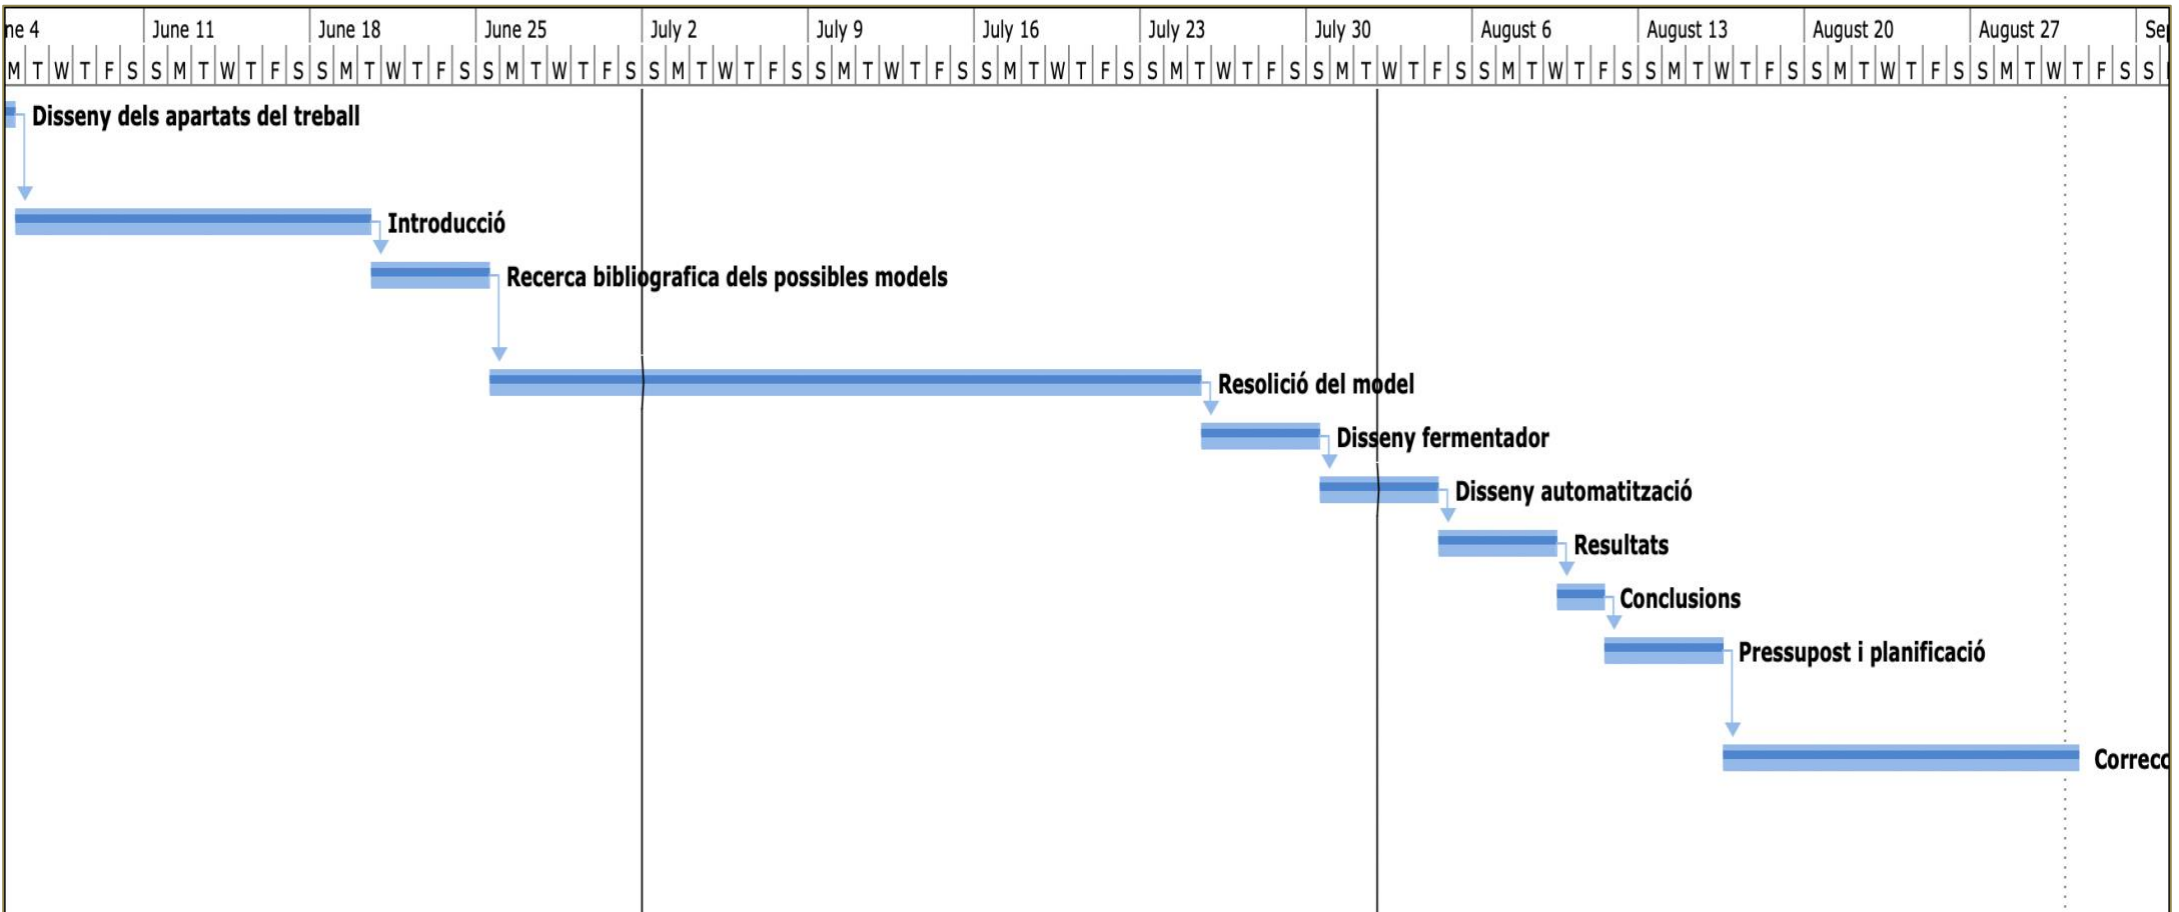 ne 4 June 11 June 18 June 25 July 2 July 9 July 16 July 23 July 30 August 6 August 13 August 20 August 27 Sep
M T W T F S S M T W T F S S M T W T F S S M T W T F S S M T W T F S S M T W T F S S M T W T F S S M T W T F S S M T W T F S S M T W T F S S M T W T F S S M T W T F S S M T W T F S S
Disseny dels apartats del treball
Introducció
Recerca bibliografica dels possibles models
Resolició del model
Disseny fermentador
Disseny automatització
Resultats
Conclusions
Pressupost i planificació
Correcc